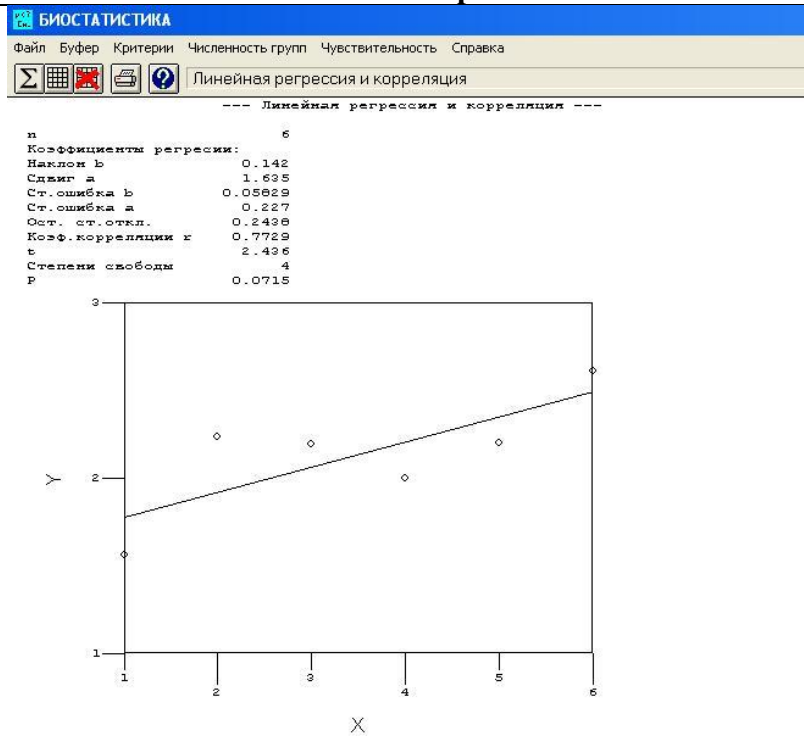 БИОСТАТИСТИКА
Файл Буфер Критерии Численность групп Чувствительность Справка
Σ ? Линейная регрессия и корреляция
--- Линейная регрессия и корреляция ---
n 6
Коэффициенты регресии:
Наклон b 0.142
Сдвиг a 1.635
Ст.ошибка b 0.05829
Ст.ошибка a 0.227
Ост. ст.откл. 0.2438
Коэф.корреляции r 0.7729
t 2.436
Степени свободы 4
P 0.0715
3
Y 2
1
1 2 3 4 5 6
X